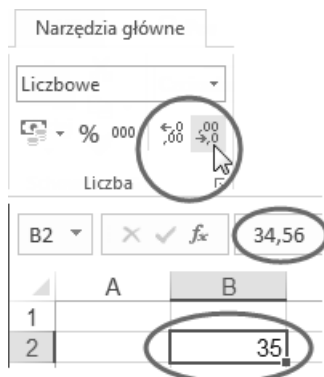 Narzędzia główne
Liczbowe
% 000 ←,0 ,00 ,00 →,0
Liczba
B2 fx 34,56
A B
1
2 35